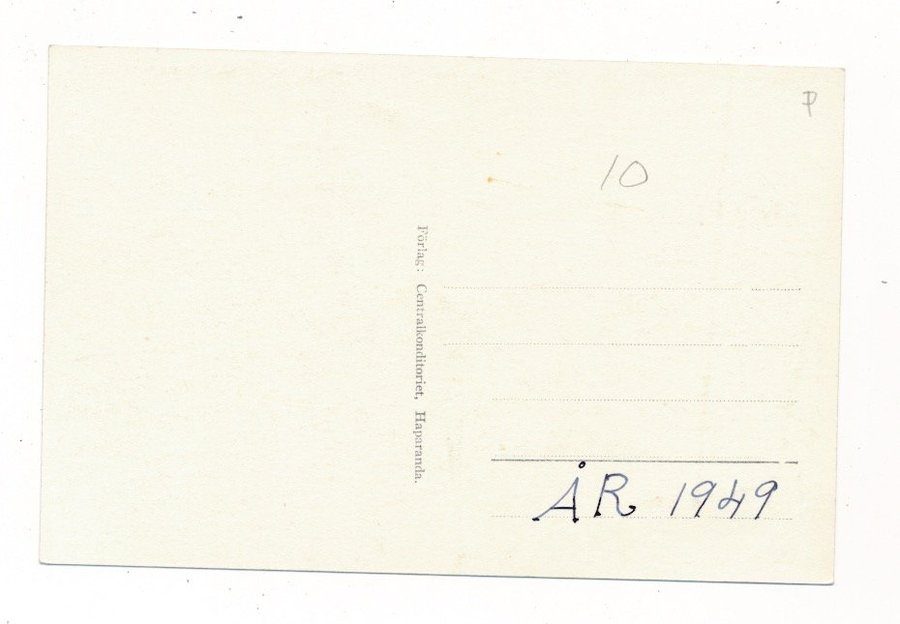 P
10
Förlag: Centralkonditoriet, Haparanda.
ÅR 1949